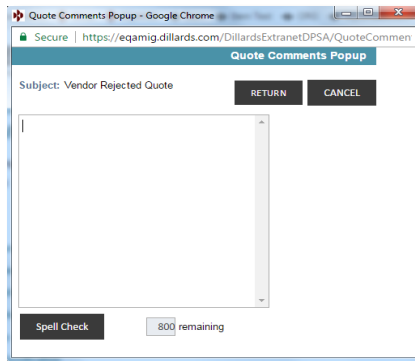 Quote Comments Popup - Google Chrome
Secure | https://eqamig.dillards.com/DillardsExtranetDPSA/QuoteCommen
Quote Comments Popup
Subject: Vendor Rejected Quote
RETURN CANCEL
Spell Check 800 remaining